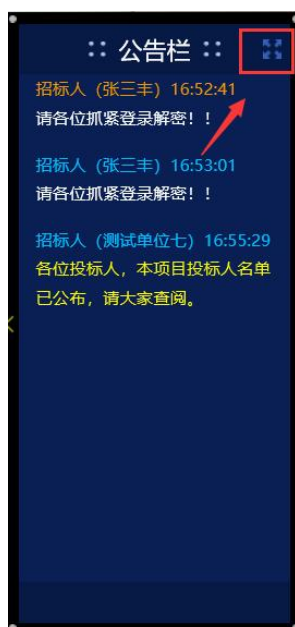 :: 公告栏 ::
招标人（张三丰）16:52:41
请各位抓紧登录解密！！
招标人（张三丰）16:53:01
请各位抓紧登录解密！！
招标人（测试单位七）16:55:29
各位投标人，本项目投标人名单
已公布，请大家查阅。